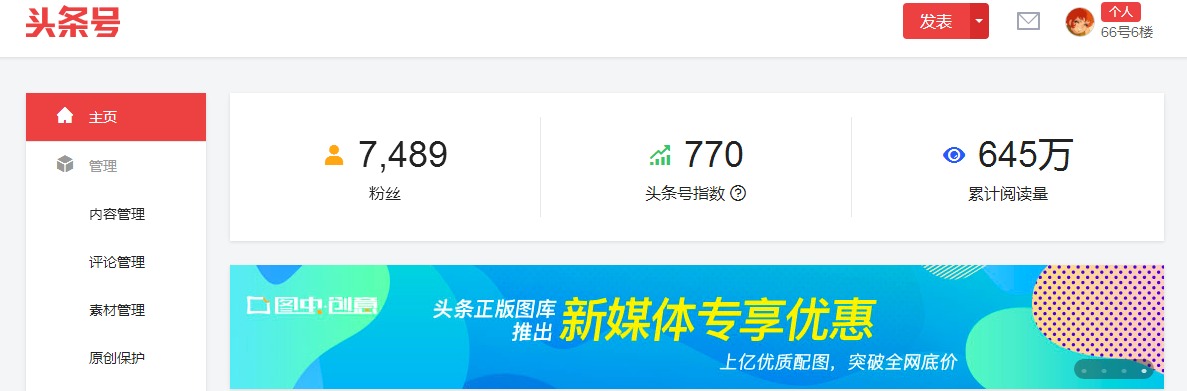 头条号
发表
个人
66号6楼
主页
管理
内容管理
评论管理
素材管理
原创保护
7,489
粉丝
770
头条号指数
645万
累计阅读量
图虫·创意
头条正版图库
推出
新媒体专享优惠
上亿优质配图，突破全网底价